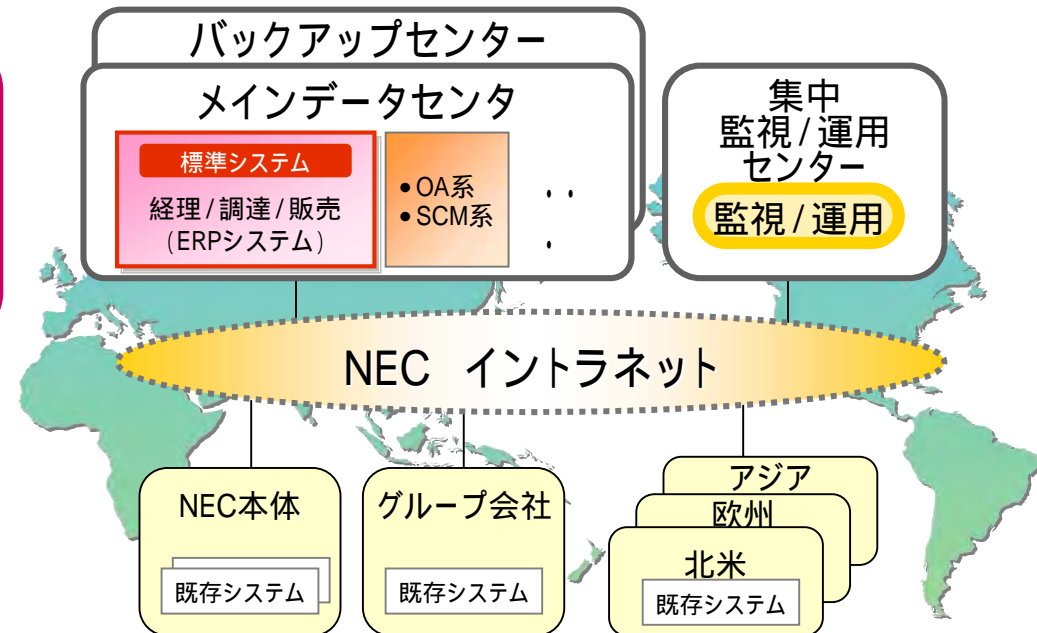 バックアップセンター
メインデータセンタ
標準システム
経理/調達/販売
(ERPシステム)
●OA系
●SCM系
・・
・
集中
監視/運用
センター
監視/運用
NEC イントラネット
NEC本体
既存システム
グループ会社
既存システム
アジア
欧州
北米
既存システム